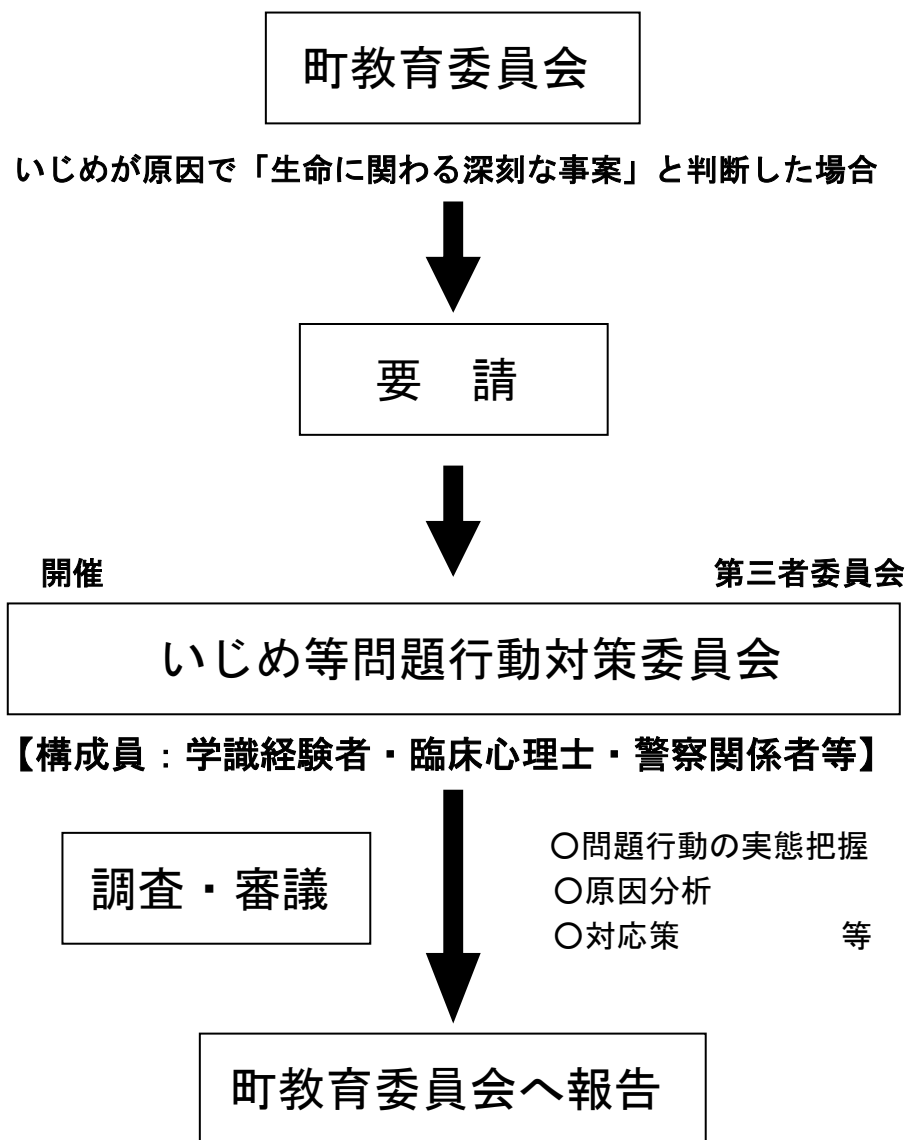 町教育委員会
いじめが原因で「生命に関わる深刻な事案」と判断した場合
要　請
開催　第三者委員会
いじめ等問題行動対策委員会
【構成員：学識経験者・臨床心理士・警察関係者等】
調査・審議
〇問題行動の実態把握
〇原因分析
〇対応策　　　　　等
町教育委員会へ報告